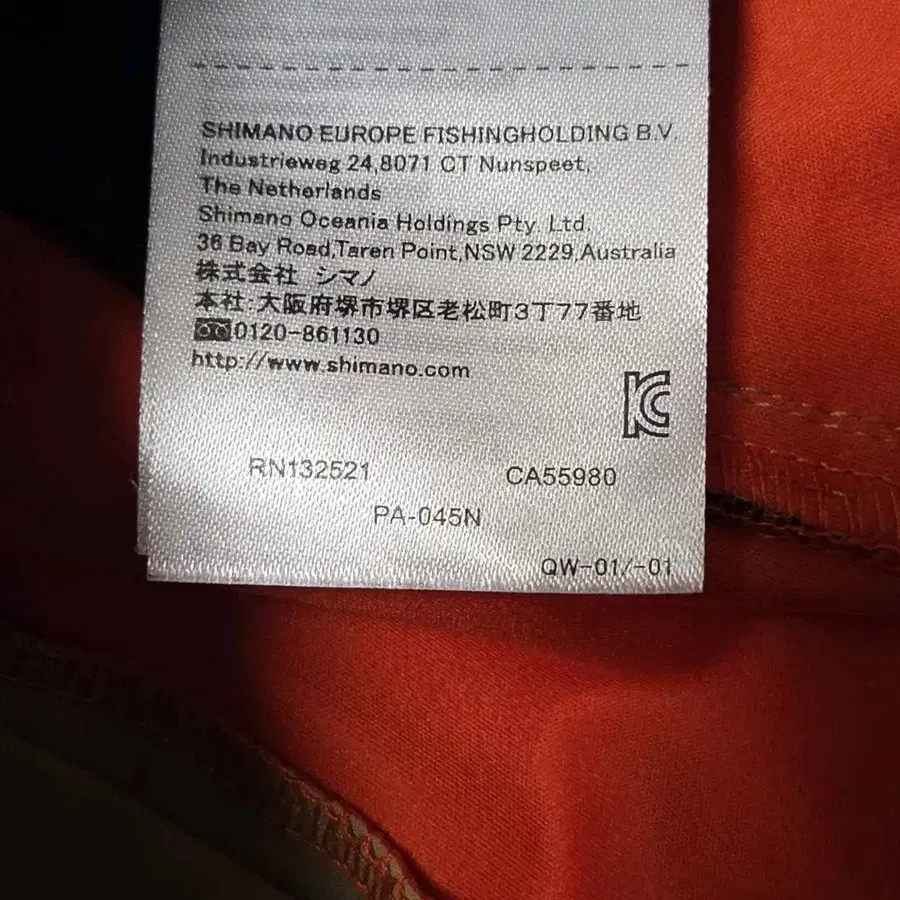 SHIMANO EUROPE FISHINGHOLDING B.V.
Industrieweg 24,8071 CT Nunspeet,
The Netherlands
Shimano Oceania Holdings Pty. Ltd.
36 Bay Road,Taren Point,NSW 2229,Australia
株式会社 シマノ
本社:大阪府堺市堺区老松町3丁77番地
0120-861130
http://www.shimano.com
RN132521
CA55980
PA-045N
QW-01/-01